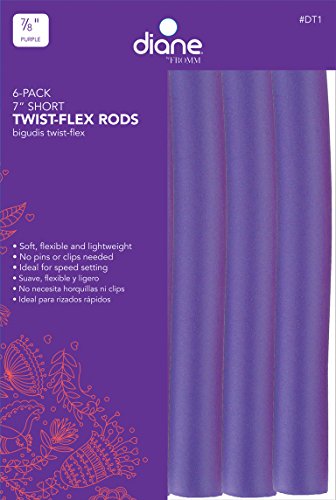 7/8"
PURPLE
#DT1
diane
by FROMM
6-PACK
7” SHORT
TWIST-FLEX RODS
bigudis twist-flex
• Soft, flexible and lightweight
• No pins or clips needed
• Ideal for speed setting
• Suave, flexible y ligero
• No necesita horquillas ni clips
• Ideal para rizados rápidos